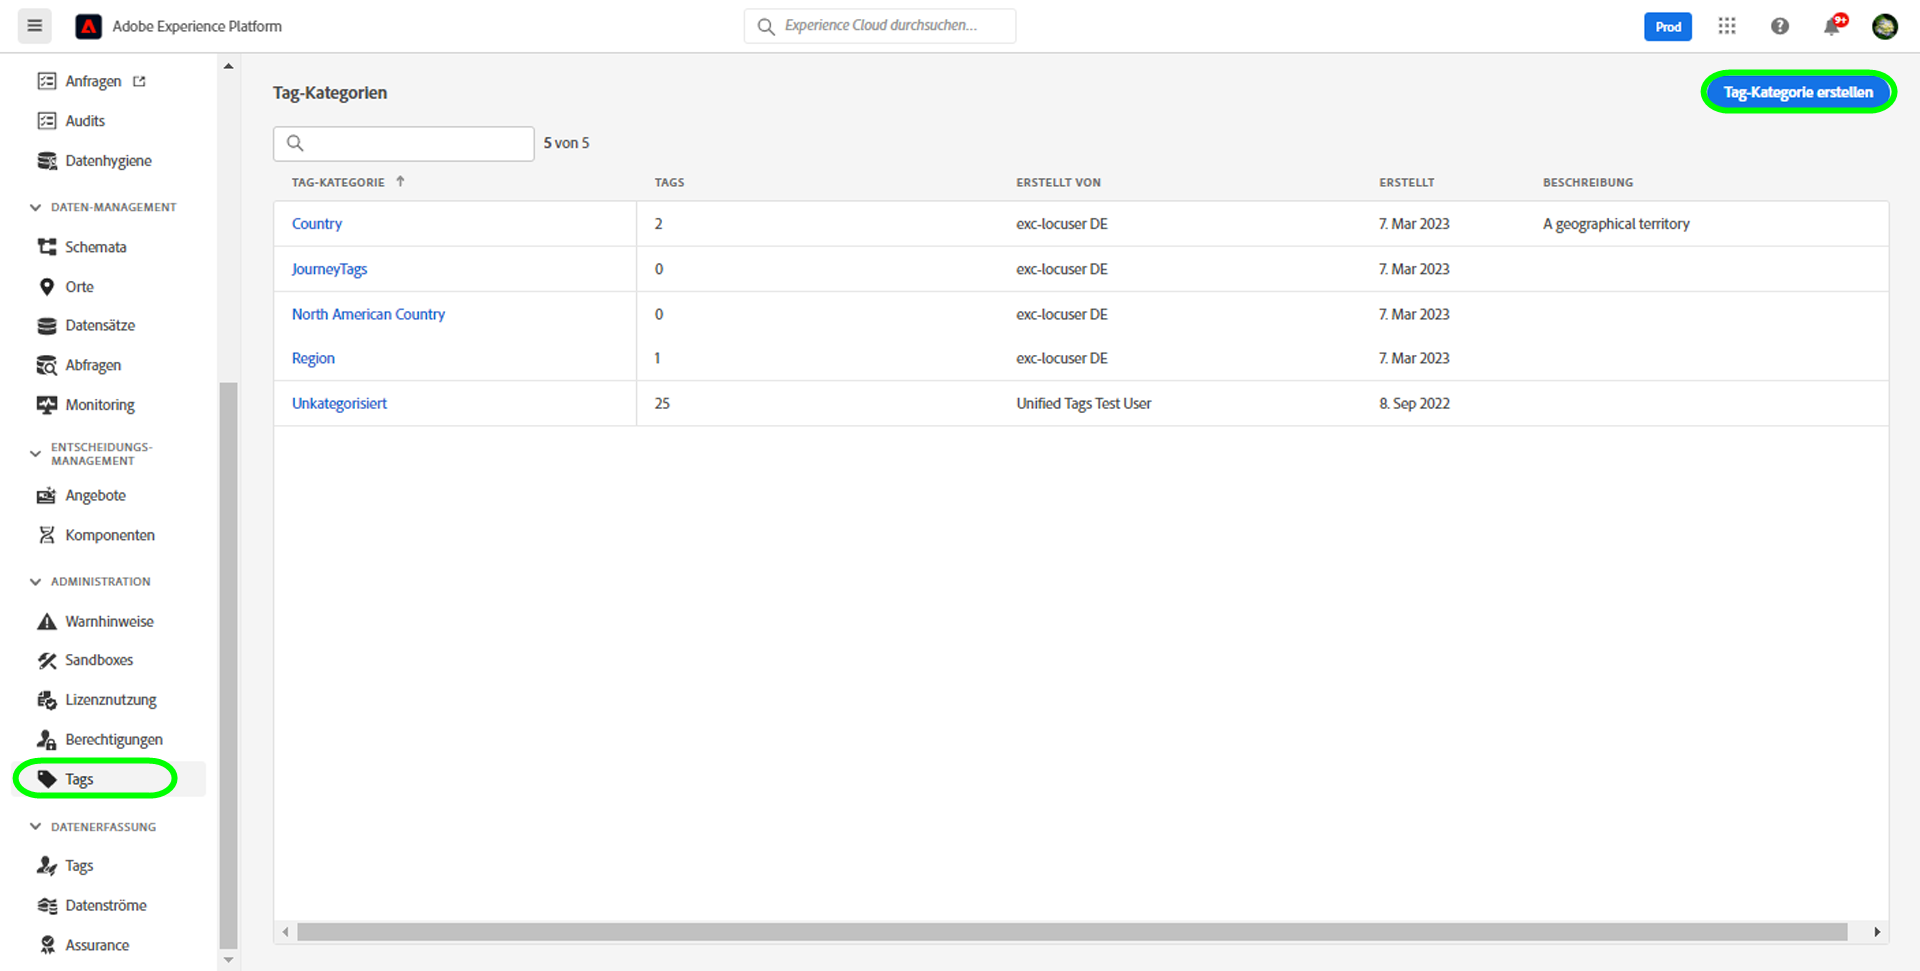 Adobe Experience Platform
Experience Cloud durchsuchen...
Prod
9+
Anfragen
Audits
Datenhygiene
DATEN-MANAGEMENT
Schemata
Orte
Datensätze
Abfragen
Monitoring
ENTSCHEIDUNGS-
MANAGEMENT
Angebote
Komponenten
ADMINISTRATION
Warnhinweise
Sandboxes
Lizenznutzung
Berechtigungen
Tags
DATENERFASSUNG
Tags
Datenströme
Assurance
Tag-Kategorien
Tag-Kategorie erstellen
5 von 5
TAG-KATEGORIE TAGS ERSTELLT VON ERSTELLT BESCHREIBUNG
Country 2 exc-locuser DE 7. Mar 2023 A geographical territory
JourneyTags 0 exc-locuser DE 7. Mar 2023
North American Country 0 exc-locuser DE 7. Mar 2023
Region 1 exc-locuser DE 7. Mar 2023
Unkategorisiert 25 Unified Tags Test User 8. Sep 2022